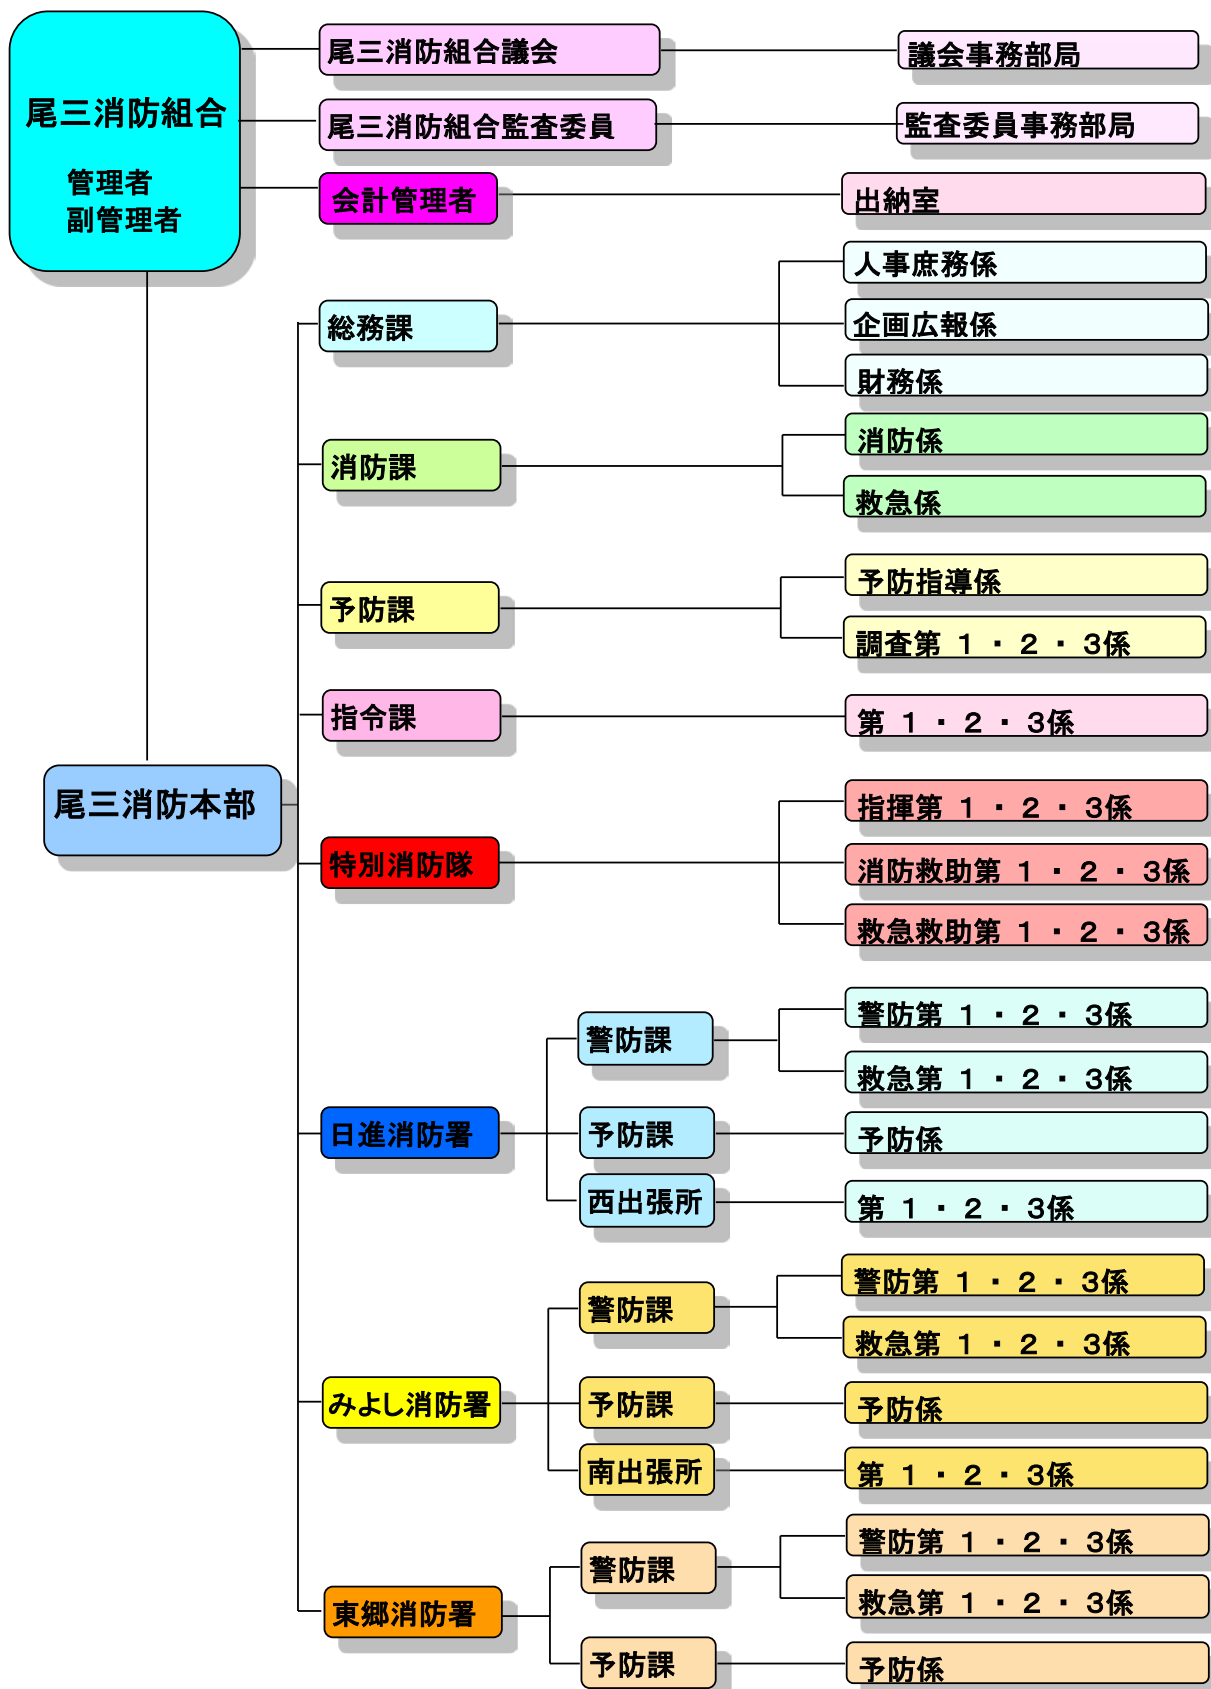 尾三消防組合
管理者
副管理者
尾三消防組合議会
議会事務部局
尾三消防組合監査委員
監査委員事務部局
会計管理者
出納室
総務課
人事庶務係
企画広報係
財務係
消防課
消防係
救急係
予防課
予防指導係
調査第 1 ・ 2 ・ 3係
指令課
第 1 ・ 2 ・ 3係
尾三消防本部
特別消防隊
指揮第 1 ・ 2 ・ 3係
消防救助第 1 ・ 2 ・ 3係
救急救助第 1 ・ 2 ・ 3係
日進消防署
警防課
警防第 1 ・ 2 ・ 3係
救急第 1 ・ 2 ・ 3係
予防課
予防係
西出張所
第 1 ・ 2 ・ 3係
みよし消防署
警防課
警防第 1 ・ 2 ・ 3係
救急第 1 ・ 2 ・ 3係
予防課
予防係
南出張所
第 1 ・ 2 ・ 3係
東郷消防署
警防課
警防第 1 ・ 2 ・ 3係
救急第 1 ・ 2 ・ 3係
予防課
予防係